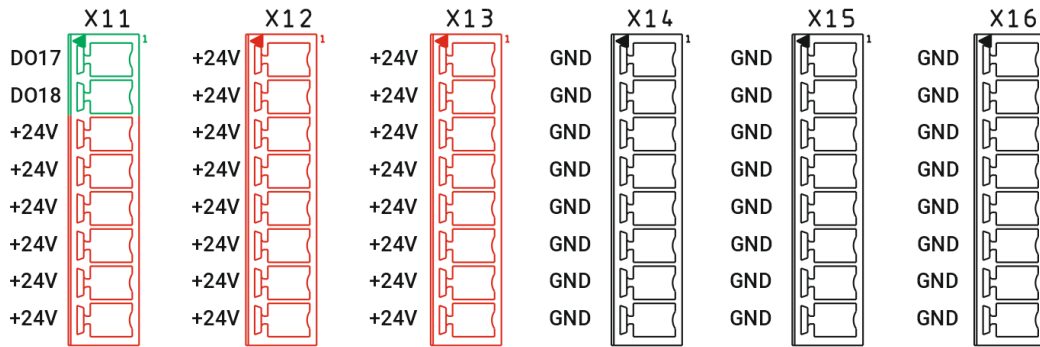 X11 X12 X13 X14 X15 X16
1 1 1 1 1
DO17 +24V +24V GND GND GND
DO18 +24V +24V GND GND GND
+24V +24V +24V GND GND GND
+24V +24V +24V GND GND GND
+24V +24V +24V GND GND GND
+24V +24V +24V GND GND GND
+24V +24V +24V GND GND GND
+24V +24V +24V GND GND GND